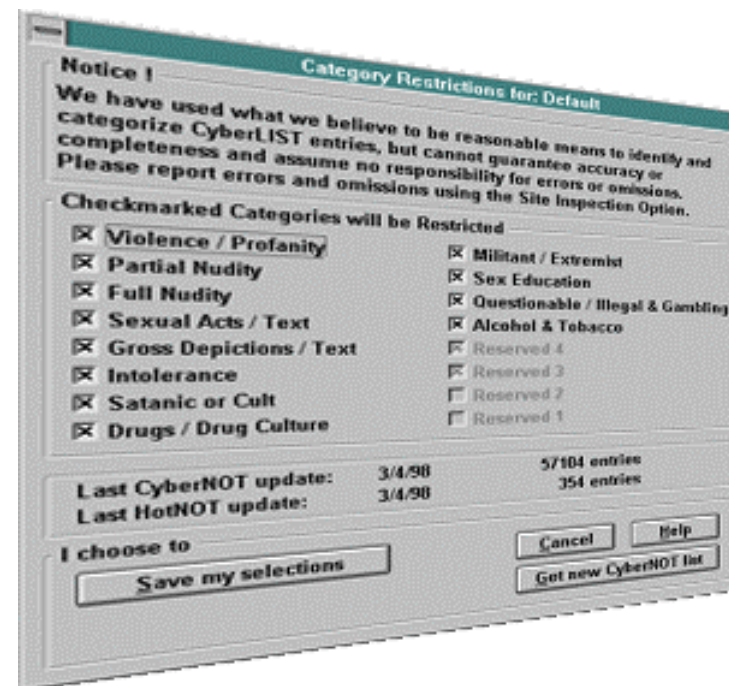 Category Restrictions for: Default
Notice !
We have used what we believe to be reasonable means to identify and
categorize CyberLIST entries, but cannot guarantee accuracy or
completeness and assume no responsibility for errors or omissions.
Please report errors and omissions using the Site Inspection Option.
Checkmarked Categories will be Restricted
Violence / Profanity
Partial Nudity
Full Nudity
Sexual Acts / Text
Gross Depictions / Text
Intolerance
Satanic or Cult
Drugs / Drug Culture
Militant / Extremist
Sex Education
Questionable / Illegal & Gambling
Alcohol & Tobacco
Reserved 4
Reserved 3
Reserved 2
Reserved 1
Last CyberNOT update: 3/4/98 57104 entries
Last HotNOT update: 3/4/98 354 entries
I choose to
Save my selections
Cancel
Help
Get new CyberNOT list